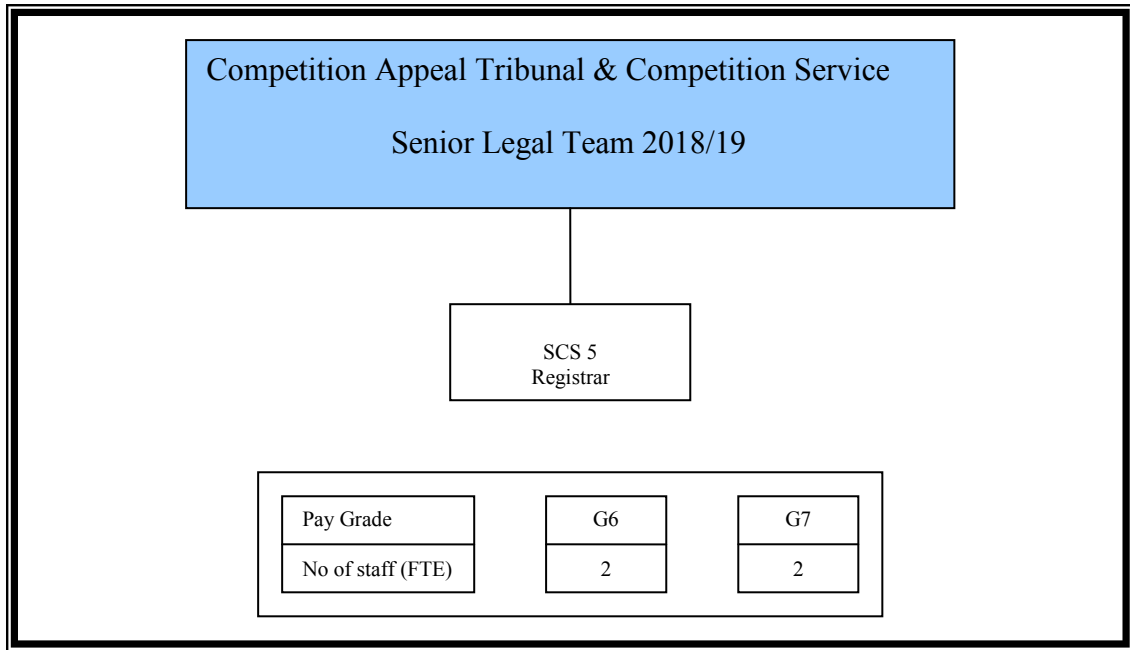 Competition Appeal Tribunal & Competition Service
Senior Legal Team 2018/19
SCS 5
Registrar
Pay Grade
G6
G7
No of staff (FTE)
2
2